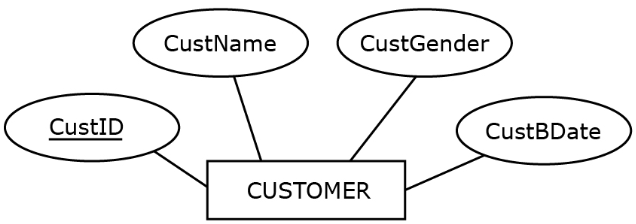 CustName
CustGender
CustID
CustBDate
CUSTOMER